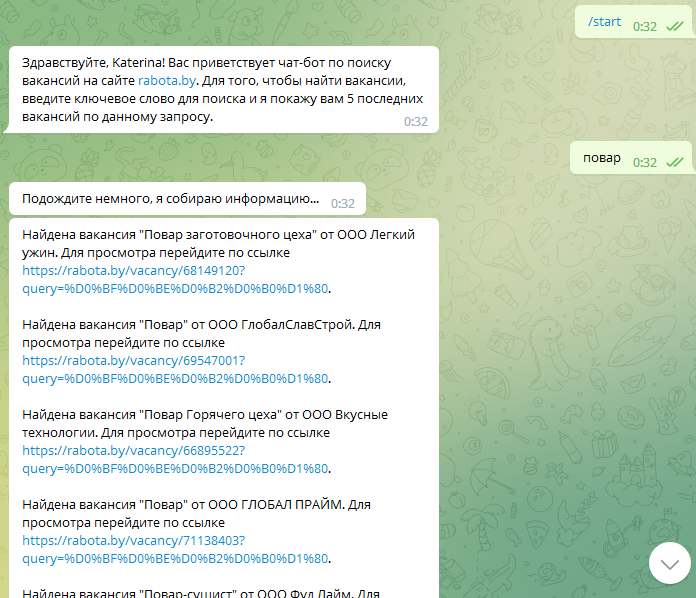 /start 0:32
Здравствуйте, Katerina! Вас приветствует чат-бот по поиску
вакансий на сайте rabota.by. Для того, чтобы найти вакансии,
введите ключевое слово для поиска и я покажу вам 5 последних
вакансий по данному запросу. 0:32
повар 0:32
Подождите немного, я собираю информацию... 0:32
Найдена вакансия "Повар заготовочного цеха" от ООО Легкий
ужин. Для просмотра перейдите по ссылке
https://rabota.by/vacancy/68149120?
query=%D0%BF%D0%BE%D0%B2%D0%B0%D1%80.
Найдена вакансия "Повар" от ООО ГлобалСлавСтрой. Для
просмотра перейдите по ссылке
https://rabota.by/vacancy/69547001?
query=%D0%BF%D0%BE%D0%B2%D0%B0%D1%80.
Найдена вакансия "Повар Горячего цеха" от ООО Вкусные
технологии. Для просмотра перейдите по ссылке
https://rabota.by/vacancy/66895522?
query=%D0%BF%D0%BE%D0%B2%D0%B0%D1%80.
Найдена вакансия "Повар" от ООО ГЛОБАЛ ПРАЙМ. Для
просмотра перейдите по ссылке
https://rabota.by/vacancy/71138403?
query=%D0%BF%D0%BE%D0%B2%D0%B0%D1%80.
Найдена вакансия "Повар-сушист" от ООО Фуд Лайм. Для